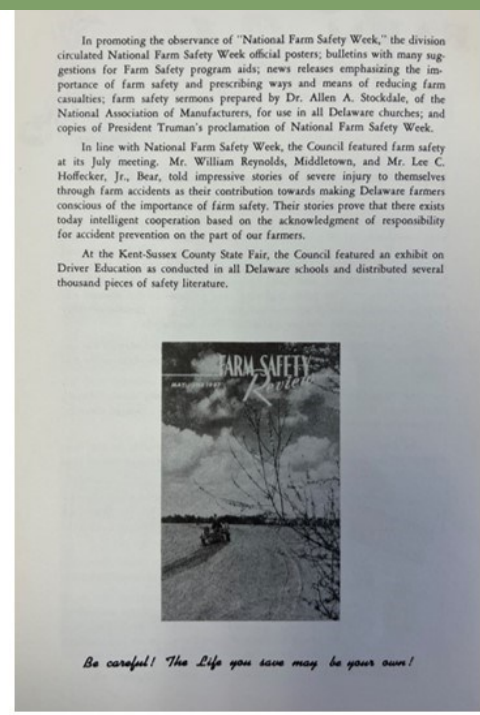 In promoting the observance of "National Farm Safety Week," the division
circulated National Farm Safety Week official posters; bulletins with many sug-
gestions for Farm Safety program aids; news releases emphasizing the im-
portance of farm safety and prescribing ways and means of reducing farm
casualties; farm safety sermons prepared by Dr. Allen A. Stockdale, of the
National Association of Manufacturers, for use in all Delaware churches; and
copies of President Truman's proclamation of National Farm Safety Week.
In line with National Farm Safety Week, the Council featured farm safety
at its July meeting. Mr. William Reynolds, Middletown, and Mr. Lee C.
Hoffecker, Jr., Bear, told impressive stories of severe injury to themselves
through farm accidents as their contribution towards making Delaware farmers
conscious of the importance of farm safety. Their stories prove that there exists
today intelligent cooperation based on the acknowledgment of responsibility
for accident prevention on the part of our farmers.
At the Kent-Sussex County State Fair, the Council featured an exhibit on
Driver Education as conducted in all Delaware schools and distributed several
thousand pieces of safety literature.
FARM SAFETY
Review
Be careful! The Life you save may be your own!